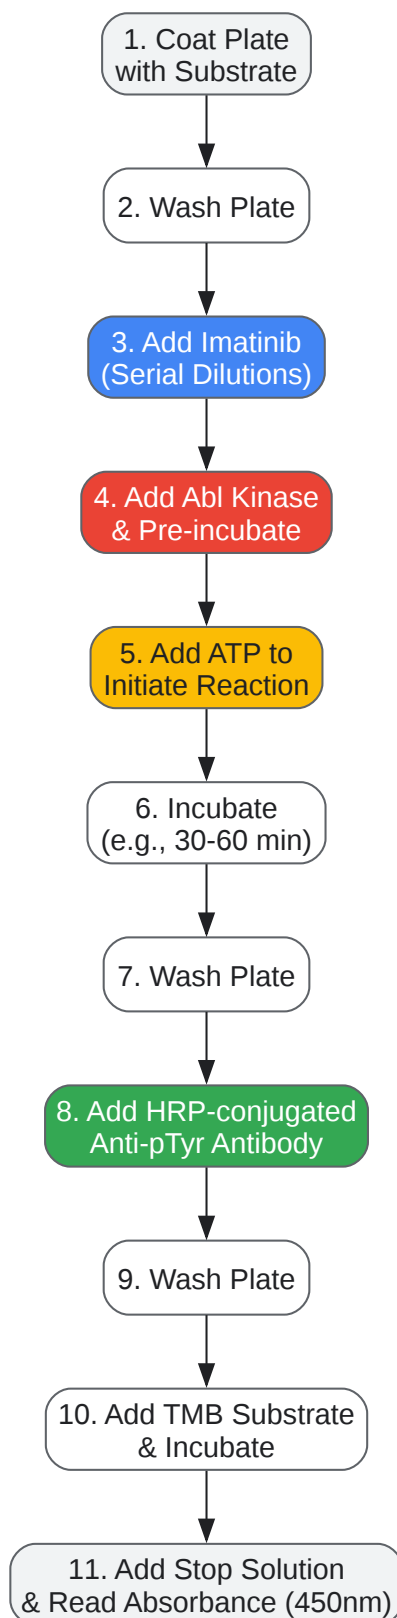 1. Coat Plate
with Substrate
2. Wash Plate
3. Add Imatinib
(Serial Dilutions)
4. Add Abl Kinase
& Pre-incubate
5. Add ATP to
Initiate Reaction
6. Incubate
(e.g., 30-60 min)
7. Wash Plate
8. Add HRP-conjugated
Anti-pTyr Antibody
9. Wash Plate
10. Add TMB Substrate
& Incubate
11. Add Stop Solution
& Read Absorbance (450nm)